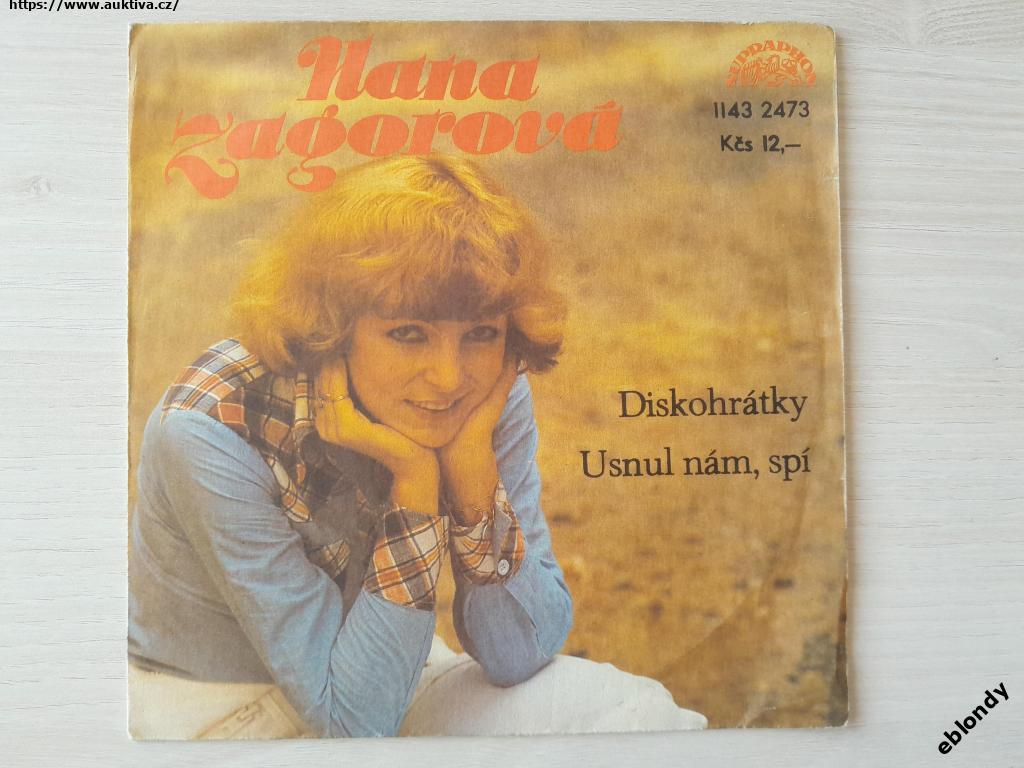 https://www.auktiva.cz/
Hana
Zagorová
SUPRAPHON
1143 2473
Kčs 12,–
Diskohrátky
Usnul nám, spí
eblondy